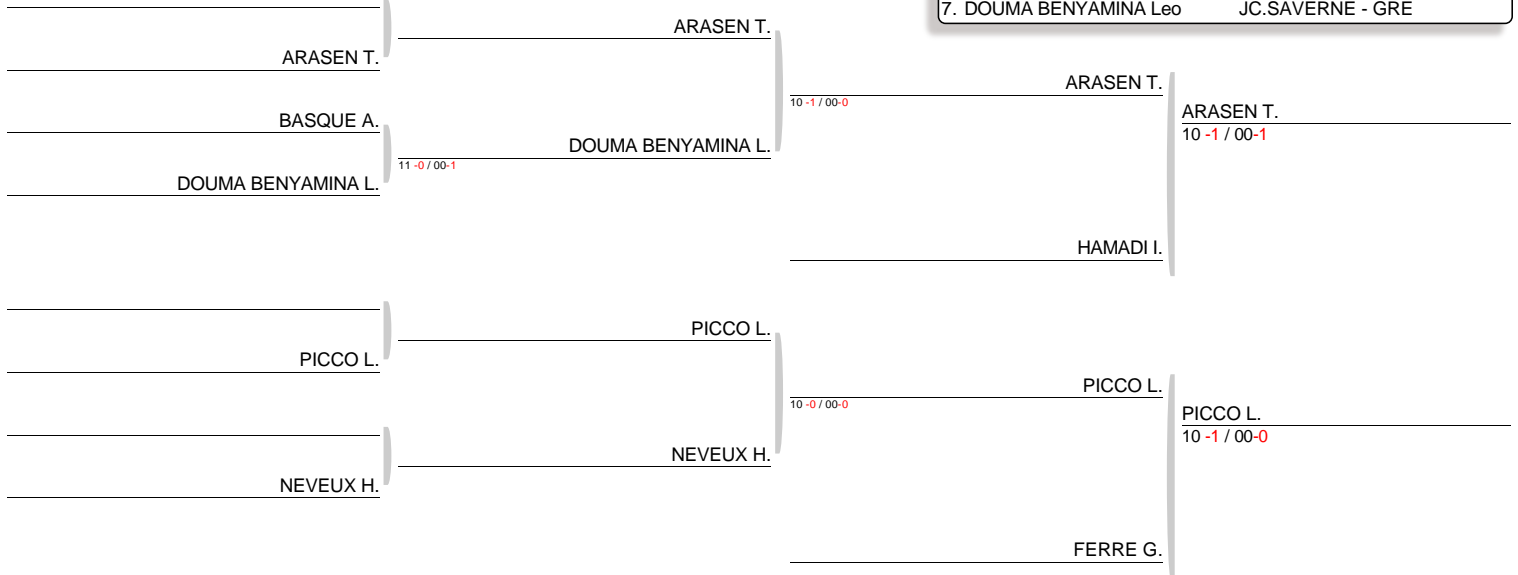 7. DOUMA BENYAMINA Leo JC.SAVERNE - GRE
ARASEN T.
ARASEN T.
ARASEN T.
10 -1 / 00-0
ARASEN T.
10 -1 / 00-1
BASQUE A.
DOUMA BENYAMINA L.
11 -0 / 00-1
DOUMA BENYAMINA L.
HAMADI I.
PICCO L.
PICCO L.
PICCO L.
10 -0 / 00-0
PICCO L.
10 -1 / 00-0
NEVEUX H.
NEVEUX H.
FERRE G.